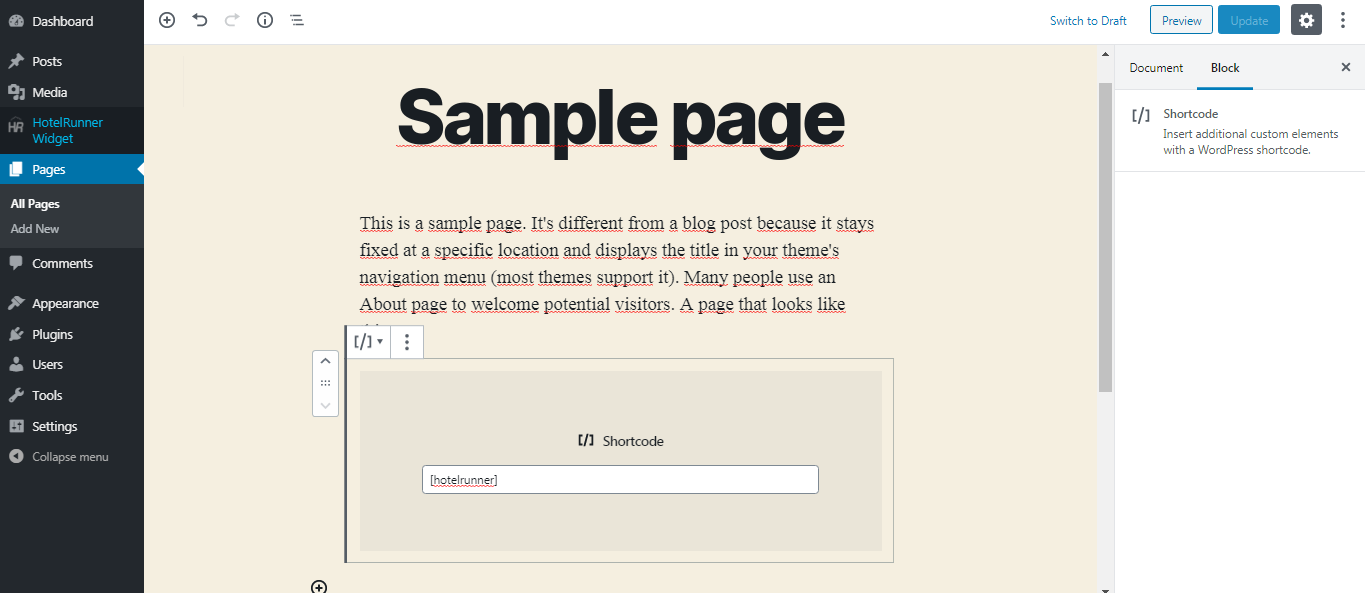 Dashboard
Posts
Media
HotelRunner
Widget
Pages
All Pages
Add New
Comments
Appearance
Plugins
Users
Tools
Settings
Collapse menu
Switch to Draft
Preview
Update
Sample page
This is a sample page. It's different from a blog post because it stays
fixed at a specific location and displays the title in your theme's
navigation menu (most themes support it). Many people use an
About page to welcome potential visitors. A page that looks like
[/]
[/] Shortcode
[hotelrunner]
Document
Block
[/] Shortcode
Insert additional custom elements
with a WordPress shortcode.